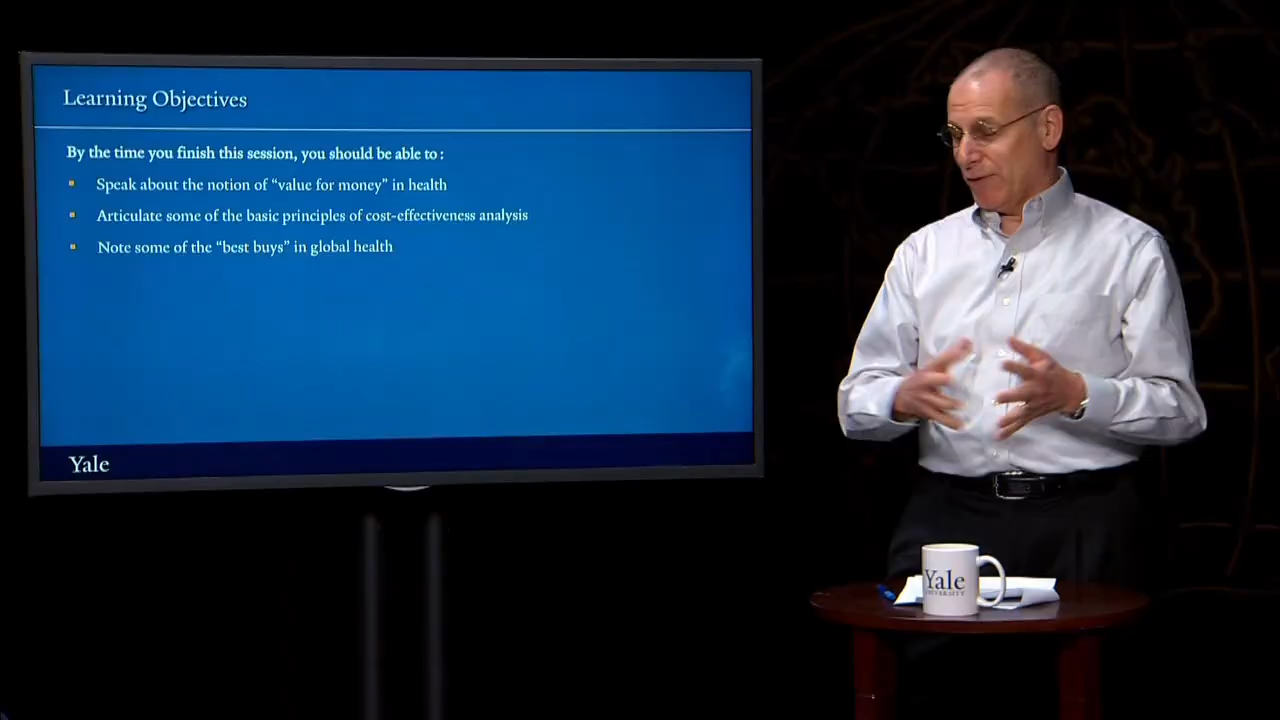 Learning Objectives
By the time you finish this session, you should be able to :
Speak about the notion of “value for money” in health
Articulate some of the basic principles of cost-effectiveness analysis
Note some of the “best buys” in global health
Yale
Yale
UNIVERSITY